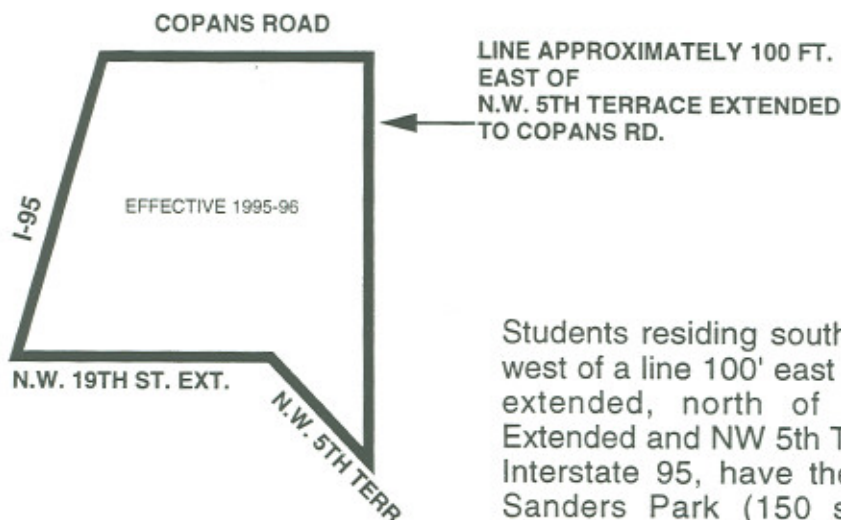 COPANS ROAD
LINE APPROXIMATELY 100 FT.
EAST OF
N.W. 5TH TERRACE EXTENDED
TO COPANS RD.
I-95
EFFECTIVE 1995-96
N.W. 19TH ST. EXT.
N.W. 5TH TERR
Students residing south
west of a line 100' east
extended, north of
Extended and NW 5th T
Interstate 95, have the
Sanders Park (150 s